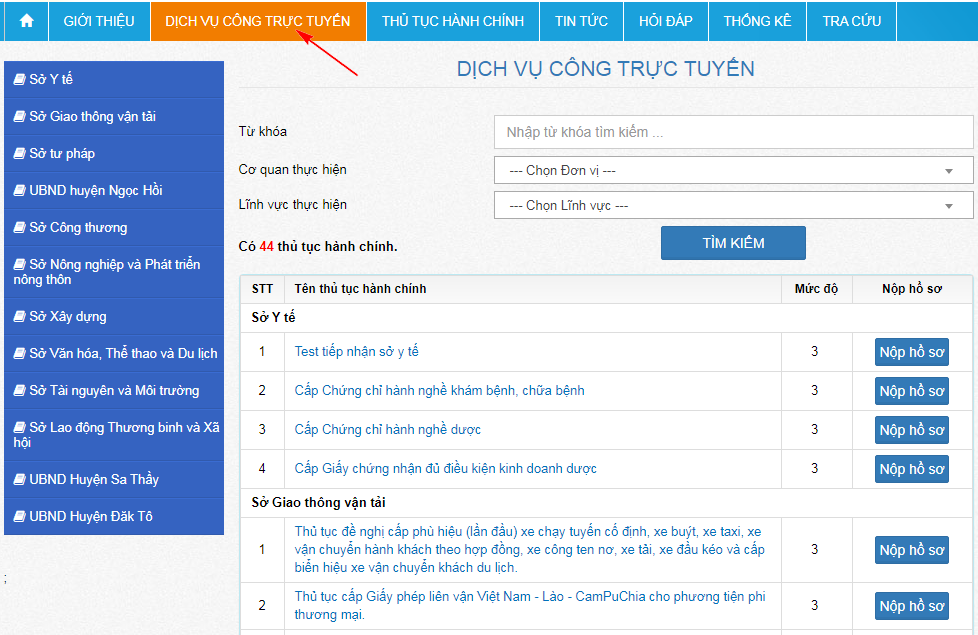 GIỚI THIỆU DỊCH VỤ CÔNG TRỰC TUYẾN THỦ TỤC HÀNH CHÍNH TIN TỨC HỎI ĐÁP THỐNG KÊ TRA CỨU
Sở Y tế
Sở Giao thông vận tải
Sở tư pháp
UBND huyện Ngọc Hồi
Sở Công thương
Sở Nông nghiệp và Phát triển
nông thôn
Sở Xây dựng
Sở Văn hóa, Thể thao và Du lịch
Sở Tài nguyên và Môi trường
Sở Lao động Thương binh và Xã
hội
UBND Huyện Sa Thầy
UBND Huyện Đăk Tô
;
DỊCH VỤ CÔNG TRỰC TUYẾN
Từ khóa Nhập từ khóa tìm kiếm ...
Cơ quan thực hiện --- Chọn Đơn vị ---
Lĩnh vực thực hiện --- Chọn Lĩnh vực ---
Có 44 thủ tục hành chính. TÌM KIẾM
STT Tên thủ tục hành chính Mức độ Nộp hồ sơ
Sở Y tế
1 Test tiếp nhận sở y tế 3 Nộp hồ sơ
2 Cấp Chứng chỉ hành nghề khám bệnh, chữa bệnh 3 Nộp hồ sơ
3 Cấp Chứng chỉ hành nghề dược 3 Nộp hồ sơ
4 Cấp Giấy chứng nhận đủ điều kiện kinh doanh dược 3 Nộp hồ sơ
Sở Giao thông vận tải
Thủ tục đề nghị cấp phù hiệu (lần đầu) xe chạy tuyến cố định, xe buýt, xe taxi, xe
1 vận chuyển hành khách theo hợp đồng, xe công ten nơ, xe tải, xe đầu kéo và cấp 3 Nộp hồ sơ
biển hiệu xe vận chuyển khách du lịch.
2 Thủ tục cấp Giấy phép liên vận Việt Nam - Lào - CamPuChia cho phương tiện phi 3 Nộp hồ sơ
thương mại.